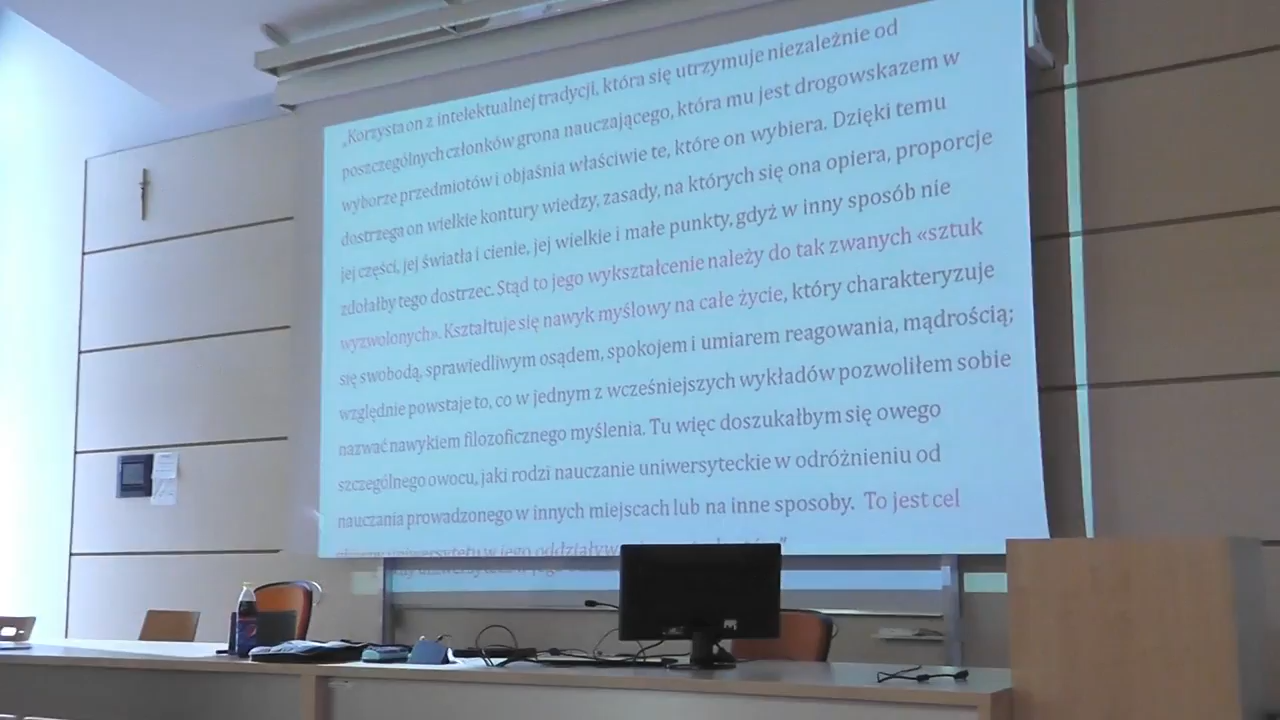 „Korzysta on z intelektualnej tradycji, która się utrzymuje niezależnie od
poszczególnych członków grona nauczającego, która mu jest drogowskazem w
wyborze przedmiotów i objaśnia właściwie te, które on wybiera. Dzięki temu
dostrzega on wielkie kontury wiedzy, zasady, na których się ona opiera, proporcje
jej części, jej światła i cienie, jej wielkie i małe punkty, gdyż w inny sposób nie
zdołałby tego dostrzec. Stąd to jego wykształcenie należy do tak zwanych «sztuk
wyzwolonych». Kształtuje się nawyk myślowy na całe życie, który charakteryzuje
się swobodą, sprawiedliwym osądem, spokojem i umiarem reagowania, mądrością;
względnie powstaje to, co w jednym z wcześniejszych wykładów pozwoliłem sobie
nazwać nawykiem filozoficznego myślenia. Tu więc doszukałbym się owego
szczególnego owocu, jaki rodzi nauczanie uniwersyteckie w odróżnieniu od
nauczania prowadzonego w innych miejscach lub na inne sposoby. To jest cel
uniwersytetu w jego